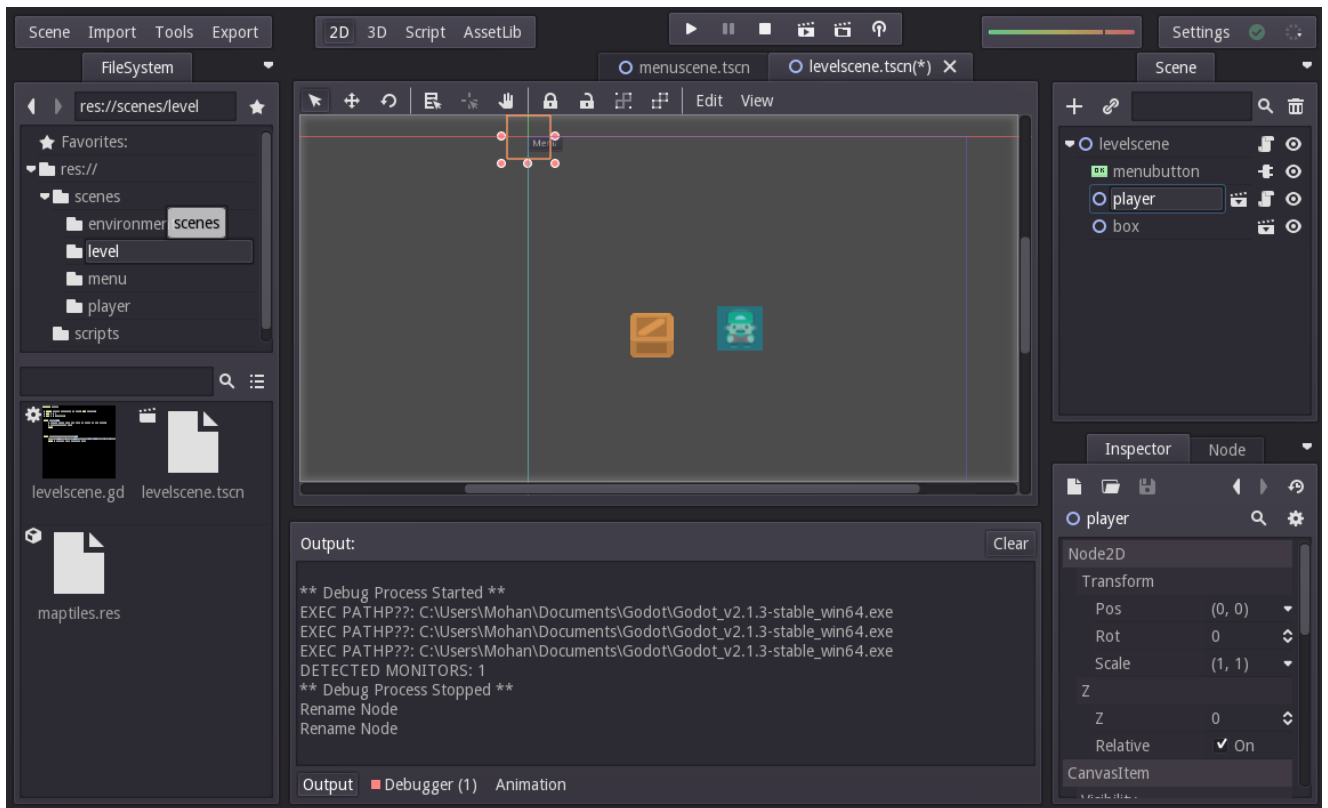 Scene Import Tools Export
2D 3D Script AssetLib
Settings
FileSystem
menuscene.tscn
levelscene.tscn(*)
Scene
res://scenes/level
Edit View
Favorites:
res://
scenes
environmen
scenes
level
menu
player
scripts
Menu
levelscene
menubutton
player
box
levelscene.gd
levelscene.tscn
maptiles.res
Output:
Clear
** Debug Process Started **
EXEC PATHP??: C:\Users\Mohan\Documents\Godot\Godot_v2.1.3-stable_win64.exe
EXEC PATHP??: C:\Users\Mohan\Documents\Godot\Godot_v2.1.3-stable_win64.exe
EXEC PATHP??: C:\Users\Mohan\Documents\Godot\Godot_v2.1.3-stable_win64.exe
DETECTED MONITORS: 1
** Debug Process Stopped **
Rename Node
Rename Node
Output Debugger (1) Animation
Inspector Node
player
Node2D
Transform
Pos (0, 0)
Rot 0
Scale (1, 1)
Z
Z 0
Relative On
CanvasItem